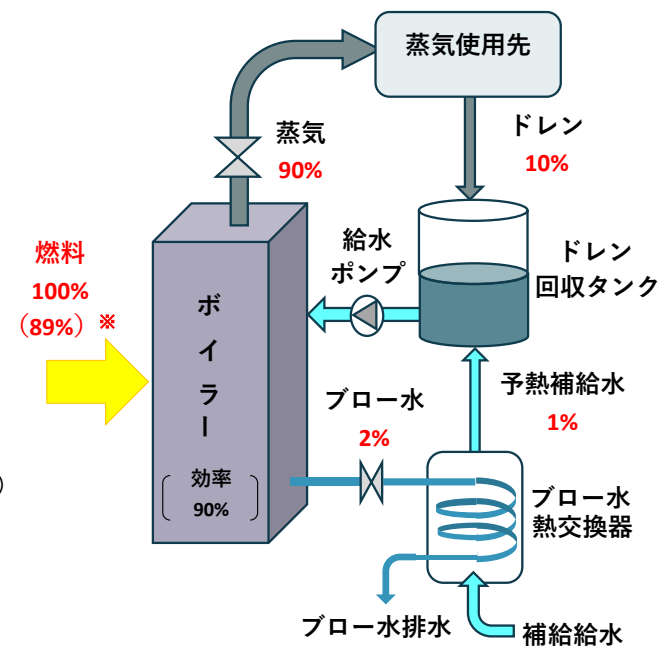 蒸気使用先
蒸気
90%
ドレン
10%
燃料
100%
（89%）※
ボイラー
効率
90%
給水
ポンプ
ドレン
回収タンク
ブロー水
2%
予熱補給水
1%
ブロー水
熱交換器
ブロー水排水
補給給水
)